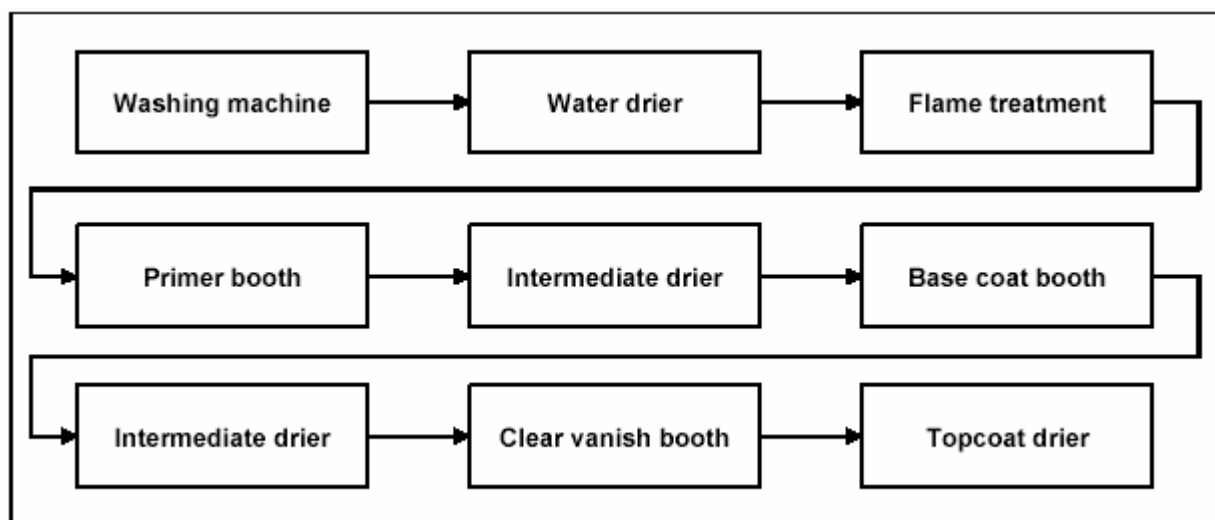 Washing machine
Water drier
Flame treatment
Primer booth
Intermediate drier
Base coat booth
Intermediate drier
Clear vanish booth
Topcoat drier